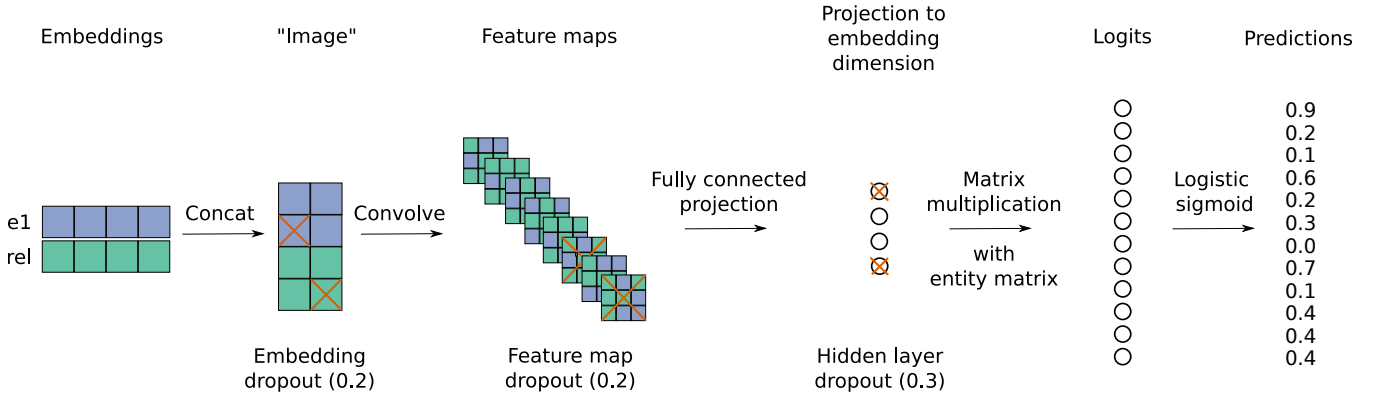 Embeddings
"Image"
Feature maps
Projection to
embedding
dimension
Logits
Predictions
e1
rel
Concat
Convolve
Fully connected
projection
Matrix
multiplication
with
entity matrix
Logistic
sigmoid
0.9
0.2
0.1
0.6
0.2
0.3
0.0
0.7
0.1
0.4
0.4
0.4
Embedding
dropout (0.2)
Feature map
dropout (0.2)
Hidden layer
dropout (0.3)